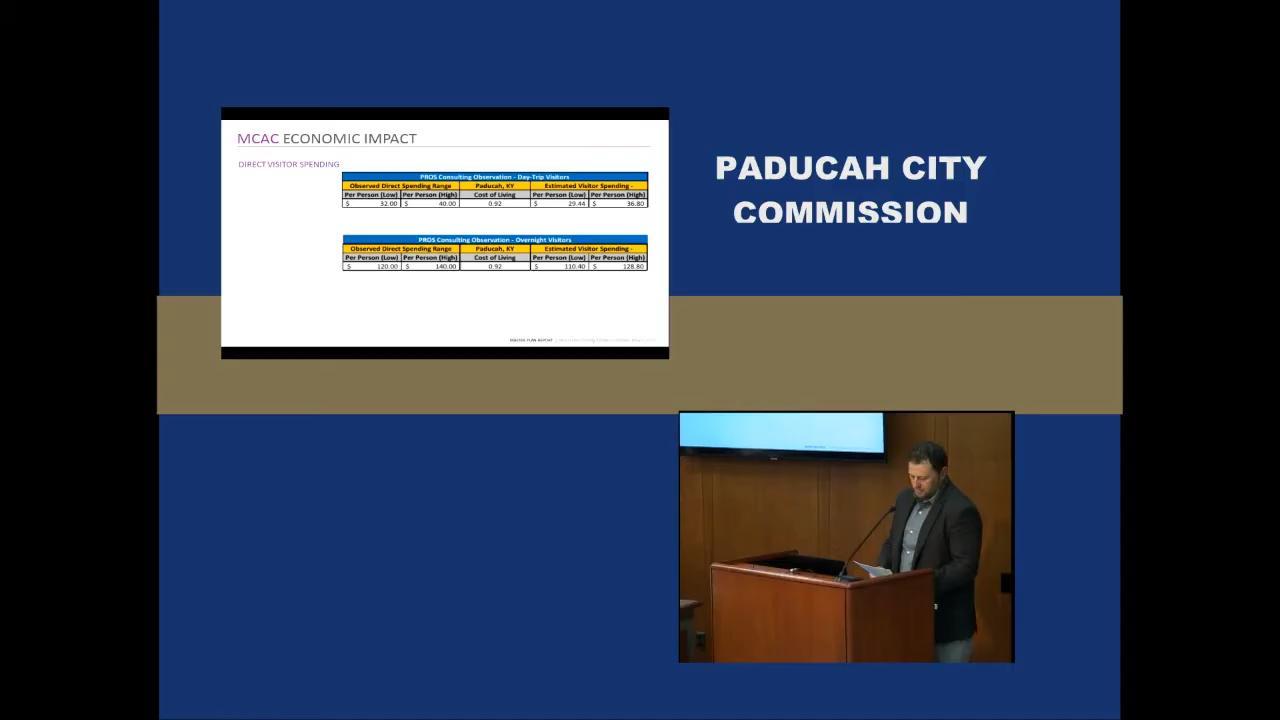 MCAC ECONOMIC IMPACT
DIRECT VISITOR SPENDING
PROS Consulting Observation - Day-Trip Visitors
Observed Direct Spending Range Paducah, KY Estimated Visitor Spending -
Per Person (Low) Per Person (High) Cost of Living Per Person (Low) Per Person (High)
$ 32.00 $ 40.00 0.92 $ 29.44 $ 36.80
PROS Consulting Observation - Overnight Visitors
Observed Direct Spending Range Paducah, KY Estimated Visitor Spending -
Per Person (Low) Per Person (High) Cost of Living Per Person (Low) Per Person (High)
$ 120.00 $ 140.00 0.92 $ 110.40 $ 128.80
MASTER PLAN REPORT
PADUCAH CITY
COMMISSION